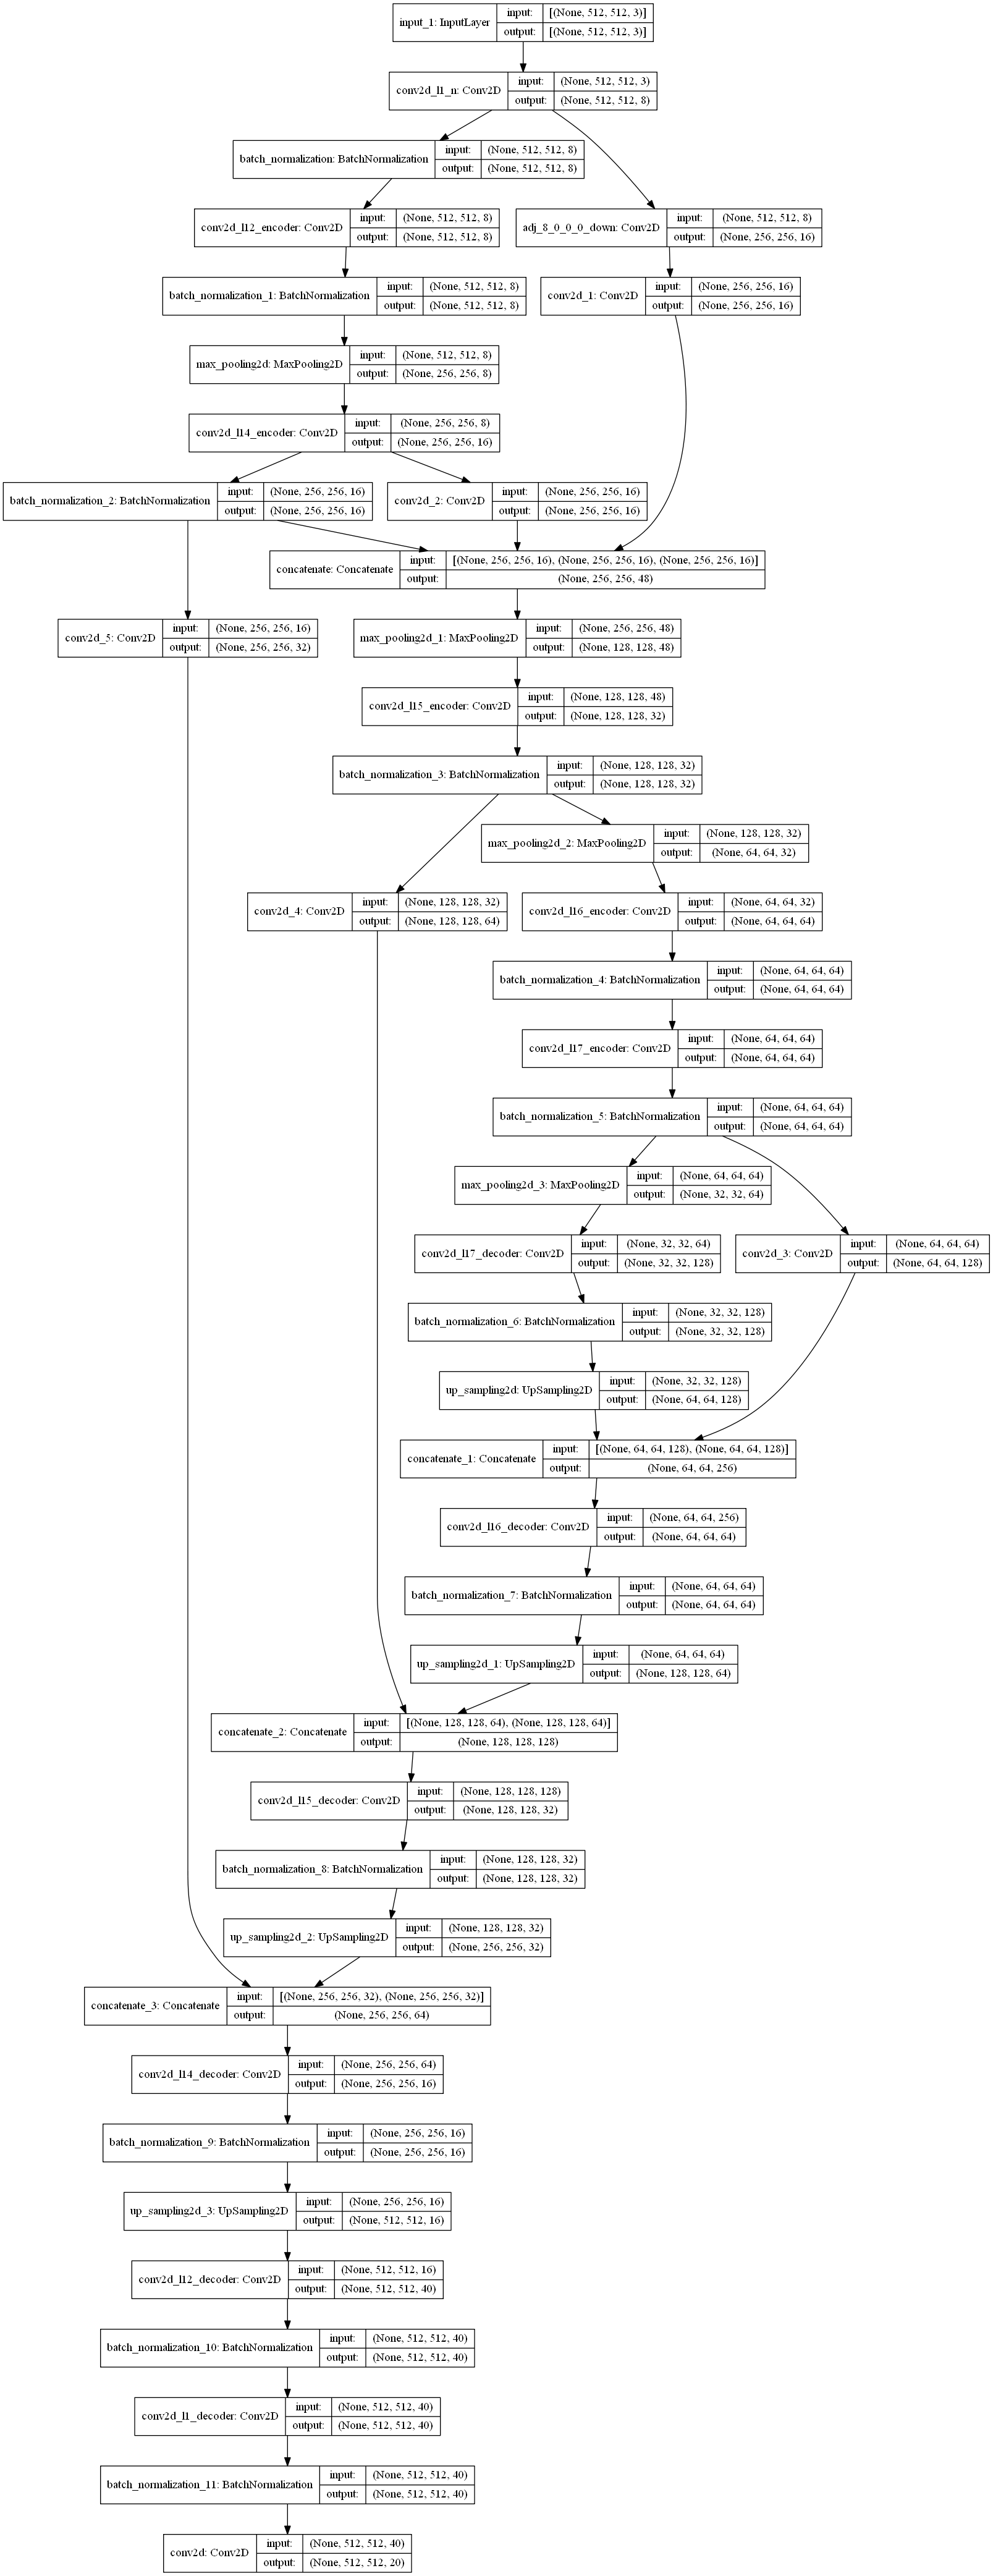 input_1: InputLayer
input: [(None, 512, 512, 3)]
output: [(None, 512, 512, 3)]
conv2d_l1_n: Conv2D
input: (None, 512, 512, 3)
output: (None, 512, 512, 8)
batch_normalization: BatchNormalization
input: (None, 512, 512, 8)
output: (None, 512, 512, 8)
conv2d_l12_encoder: Conv2D
input: (None, 512, 512, 8)
output: (None, 512, 512, 8)
adj_8_0_0_0_down: Conv2D
input: (None, 512, 512, 8)
output: (None, 256, 256, 16)
batch_normalization_1: BatchNormalization
input: (None, 512, 512, 8)
output: (None, 512, 512, 8)
conv2d_1: Conv2D
input: (None, 256, 256, 16)
output: (None, 256, 256, 16)
max_pooling2d: MaxPooling2D
input: (None, 512, 512, 8)
output: (None, 256, 256, 8)
conv2d_l14_encoder: Conv2D
input: (None, 256, 256, 8)
output: (None, 256, 256, 16)
batch_normalization_2: BatchNormalization
input: (None, 256, 256, 16)
output: (None, 256, 256, 16)
conv2d_2: Conv2D
input: (None, 256, 256, 16)
output: (None, 256, 256, 16)
concatenate: Concatenate
input: [(None, 256, 256, 16), (None, 256, 256, 16), (None, 256, 256, 16)]
output: (None, 256, 256, 48)
conv2d_5: Conv2D
input: (None, 256, 256, 16)
output: (None, 256, 256, 32)
max_pooling2d_1: MaxPooling2D
input: (None, 256, 256, 48)
output: (None, 128, 128, 48)
conv2d_l15_encoder: Conv2D
input: (None, 128, 128, 48)
output: (None, 128, 128, 32)
batch_normalization_3: BatchNormalization
input: (None, 128, 128, 32)
output: (None, 128, 128, 32)
max_pooling2d_2: MaxPooling2D
input: (None, 128, 128, 32)
output: (None, 64, 64, 32)
conv2d_4: Conv2D
input: (None, 128, 128, 32)
output: (None, 128, 128, 64)
conv2d_l16_encoder: Conv2D
input: (None, 64, 64, 32)
output: (None, 64, 64, 64)
batch_normalization_4: BatchNormalization
input: (None, 64, 64, 64)
output: (None, 64, 64, 64)
conv2d_l17_encoder: Conv2D
input: (None, 64, 64, 64)
output: (None, 64, 64, 64)
batch_normalization_5: BatchNormalization
input: (None, 64, 64, 64)
output: (None, 64, 64, 64)
max_pooling2d_3: MaxPooling2D
input: (None, 64, 64, 64)
output: (None, 32, 32, 64)
conv2d_l17_decoder: Conv2D
input: (None, 32, 32, 64)
output: (None, 32, 32, 128)
conv2d_3: Conv2D
input: (None, 64, 64, 64)
output: (None, 64, 64, 128)
batch_normalization_6: BatchNormalization
input: (None, 32, 32, 128)
output: (None, 32, 32, 128)
up_sampling2d: UpSampling2D
input: (None, 32, 32, 128)
output: (None, 64, 64, 128)
concatenate_1: Concatenate
input: [(None, 64, 64, 128), (None, 64, 64, 128)]
output: (None, 64, 64, 256)
conv2d_l16_decoder: Conv2D
input: (None, 64, 64, 256)
output: (None, 64, 64, 64)
batch_normalization_7: BatchNormalization
input: (None, 64, 64, 64)
output: (None, 64, 64, 64)
up_sampling2d_1: UpSampling2D
input: (None, 64, 64, 64)
output: (None, 128, 128, 64)
concatenate_2: Concatenate
input: [(None, 128, 128, 64), (None, 128, 128, 64)]
output: (None, 128, 128, 128)
conv2d_l15_decoder: Conv2D
input: (None, 128, 128, 128)
output: (None, 128, 128, 32)
batch_normalization_8: BatchNormalization
input: (None, 128, 128, 32)
output: (None, 128, 128, 32)
up_sampling2d_2: UpSampling2D
input: (None, 128, 128, 32)
output: (None, 256, 256, 32)
concatenate_3: Concatenate
input: [(None, 256, 256, 32), (None, 256, 256, 32)]
output: (None, 256, 256, 64)
conv2d_l14_decoder: Conv2D
input: (None, 256, 256, 64)
output: (None, 256, 256, 16)
batch_normalization_9: BatchNormalization
input: (None, 256, 256, 16)
output: (None, 256, 256, 16)
up_sampling2d_3: UpSampling2D
input: (None, 256, 256, 16)
output: (None, 512, 512, 16)
conv2d_l12_decoder: Conv2D
input: (None, 512, 512, 16)
output: (None, 512, 512, 40)
batch_normalization_10: BatchNormalization
input: (None, 512, 512, 40)
output: (None, 512, 512, 40)
conv2d_l1_decoder: Conv2D
input: (None, 512, 512, 40)
output: (None, 512, 512, 40)
batch_normalization_11: BatchNormalization
input: (None, 512, 512, 40)
output: (None, 512, 512, 40)
conv2d: Conv2D
input: (None, 512, 512, 40)
output: (None, 512, 512, 20)